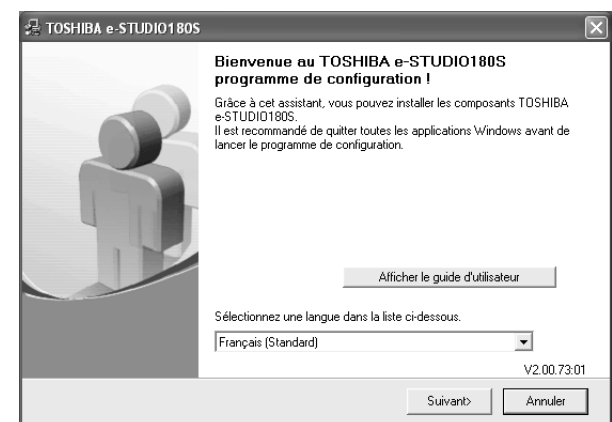 TOSHIBA e-STUDIO180S
Bienvenue au TOSHIBA e-STUDIO180S
programme de configuration !
Grâce à cet assistant, vous pouvez installer les composants TOSHIBA
e-STUDIO180S.
Il est recommandé de quitter toutes les applications Windows avant de
lancer le programme de configuration.
Afficher le guide d'utilisateur
Sélectionnez une langue dans la liste ci-dessous.
Français (Standard)
V2.00.73:01
Suivant>
Annuler